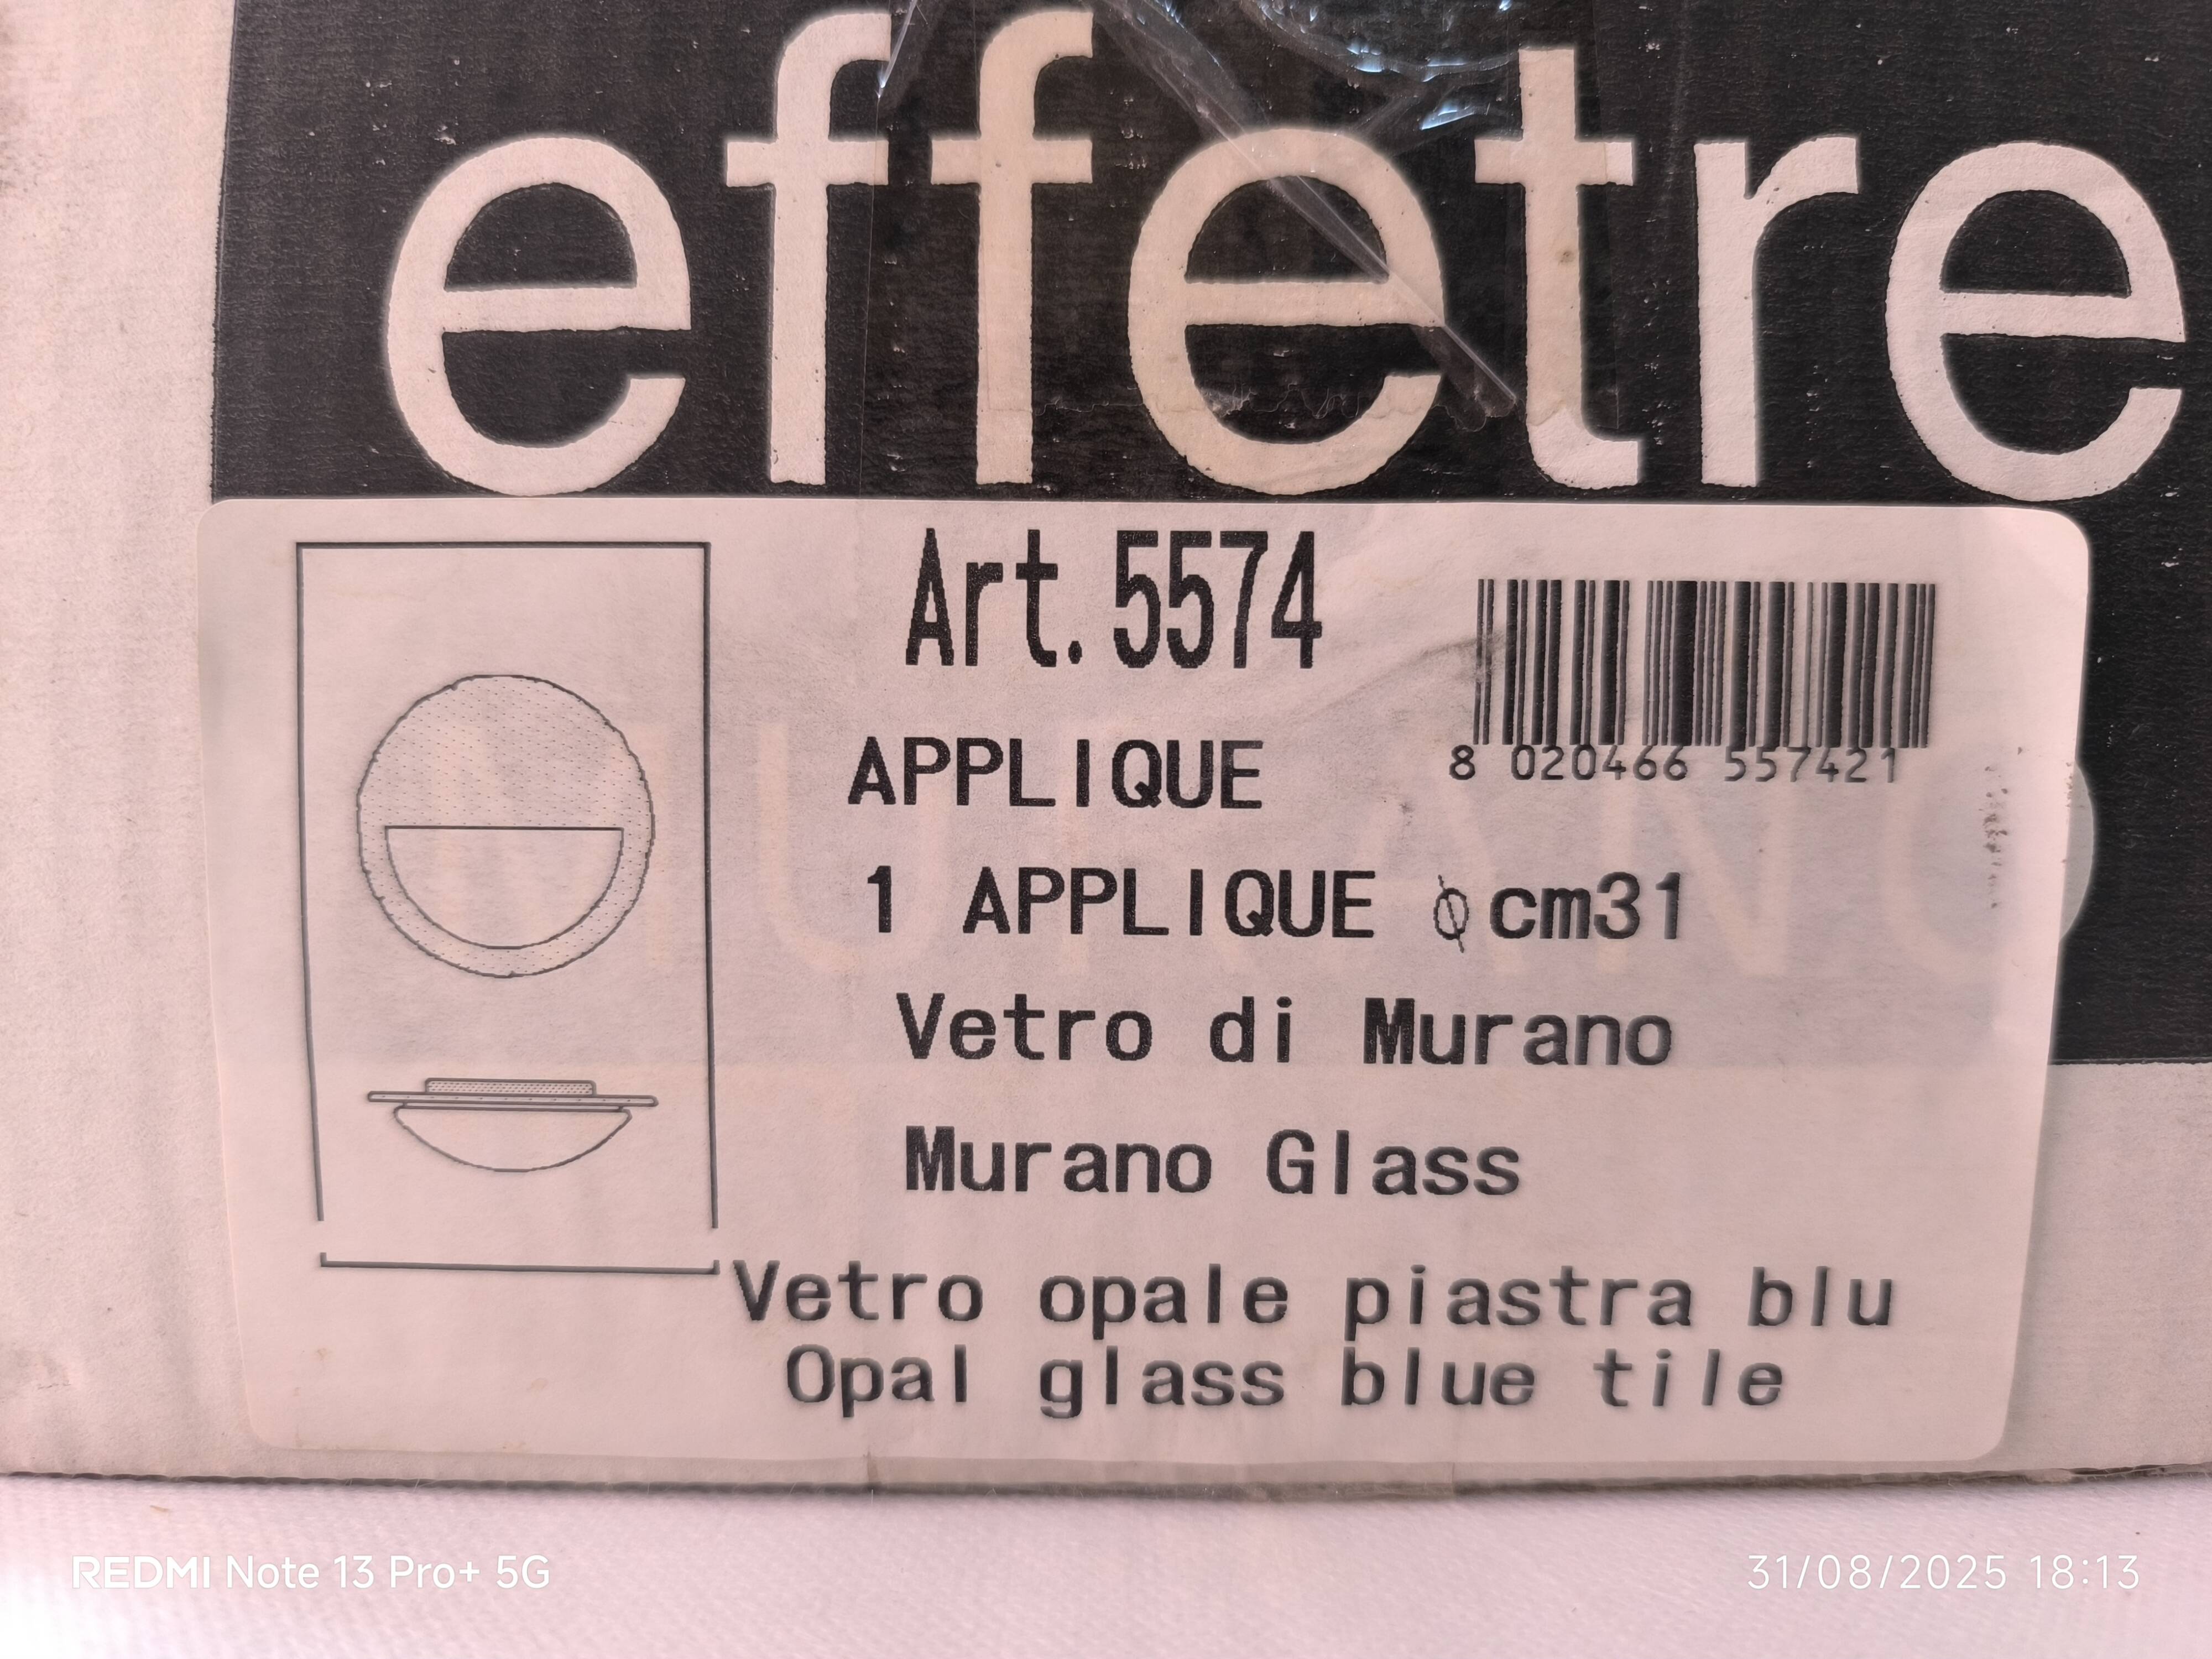 effetre
MURANO
Art. 5574
8 020466 557421
APPLIQUE
1 APPLIQUE ⌀cm31
Vetro di Murano
Murano Glass
Vetro opale piastra blu
Opal glass blue tile
REDMI Note 13 Pro+ 5G
31/08/2025 18:13